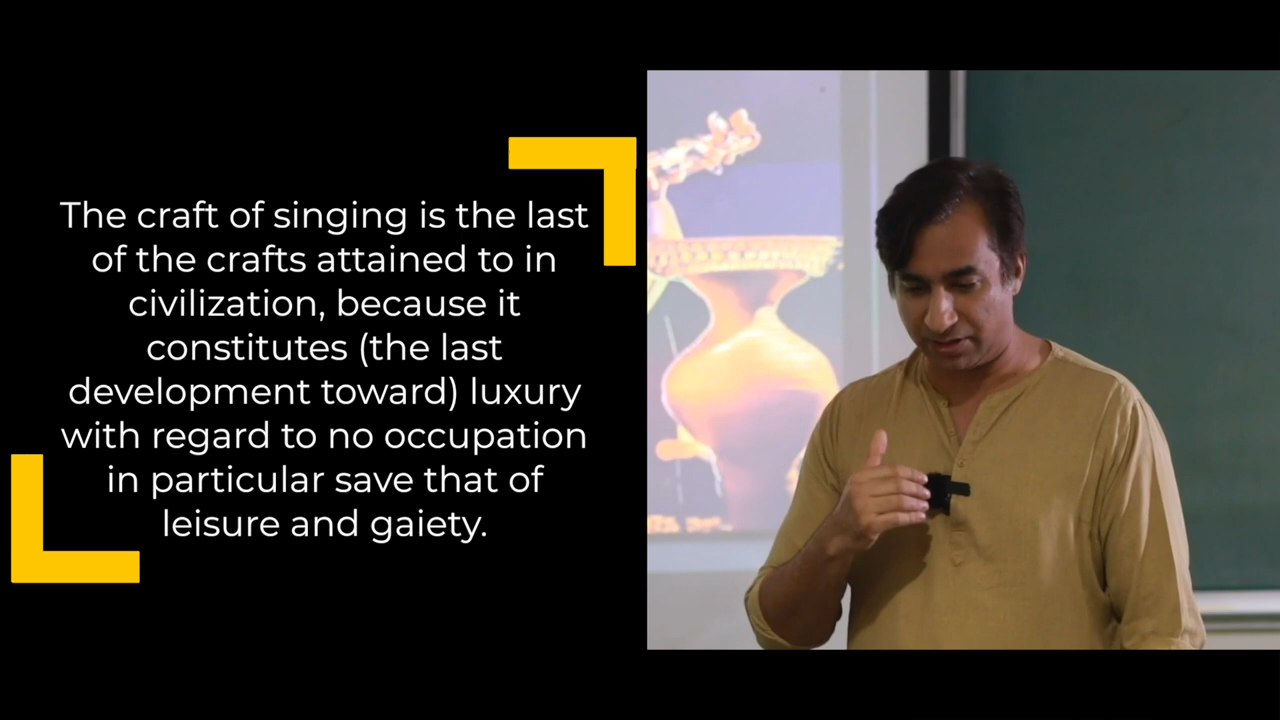 The craft of singing is the last
of the crafts attained to in
civilization, because it
constitutes (the last
development toward) luxury
with regard to no occupation
in particular save that of
leisure and gaiety.